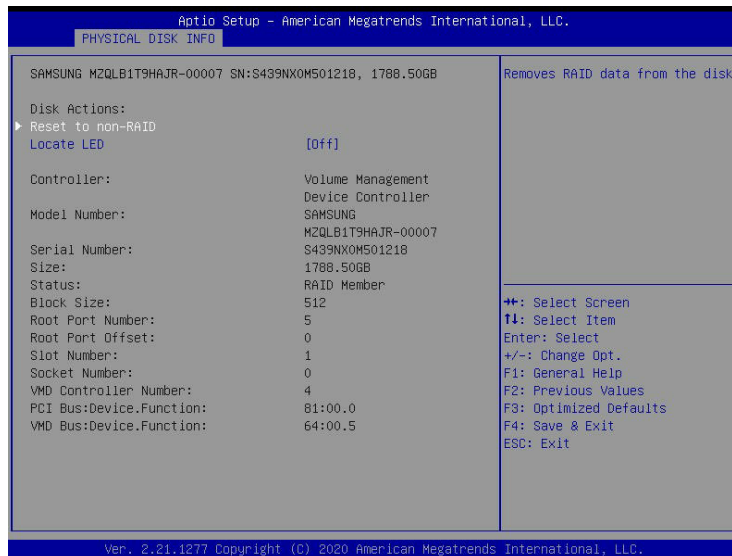 Aptio Setup – American Megatrends International, LLC.
PHYSICAL DISK INFO
SAMSUNG MZQLB1T9HAJR-00007 SN:S439NX0M501218, 1788.50GB
Disk Actions:
Reset to non-RAID
Locate LED [Off]
Controller: Volume Management
Device Controller
Model Number: SAMSUNG
MZQLB1T9HAJR-00007
Serial Number: S439NX0M501218
Size: 1788.50GB
Status: RAID Member
Block Size: 512
Root Port Number: 5
Root Port Offset: 0
Slot Number: 1
Socket Number: 0
VMD Controller Number: 4
PCI Bus:Device.Function: 81:00.0
VMD Bus:Device.Function: 64:00.5
Removes RAID data from the disk
→←: Select Screen
↑↓: Select Item
Enter: Select
+/-: Change Opt.
F1: General Help
F2: Previous Values
F3: Optimized Defaults
F4: Save & Exit
ESC: Exit
Ver. 2.21.1277 Copyright (C) 2020 American Megatrends International, LLC.